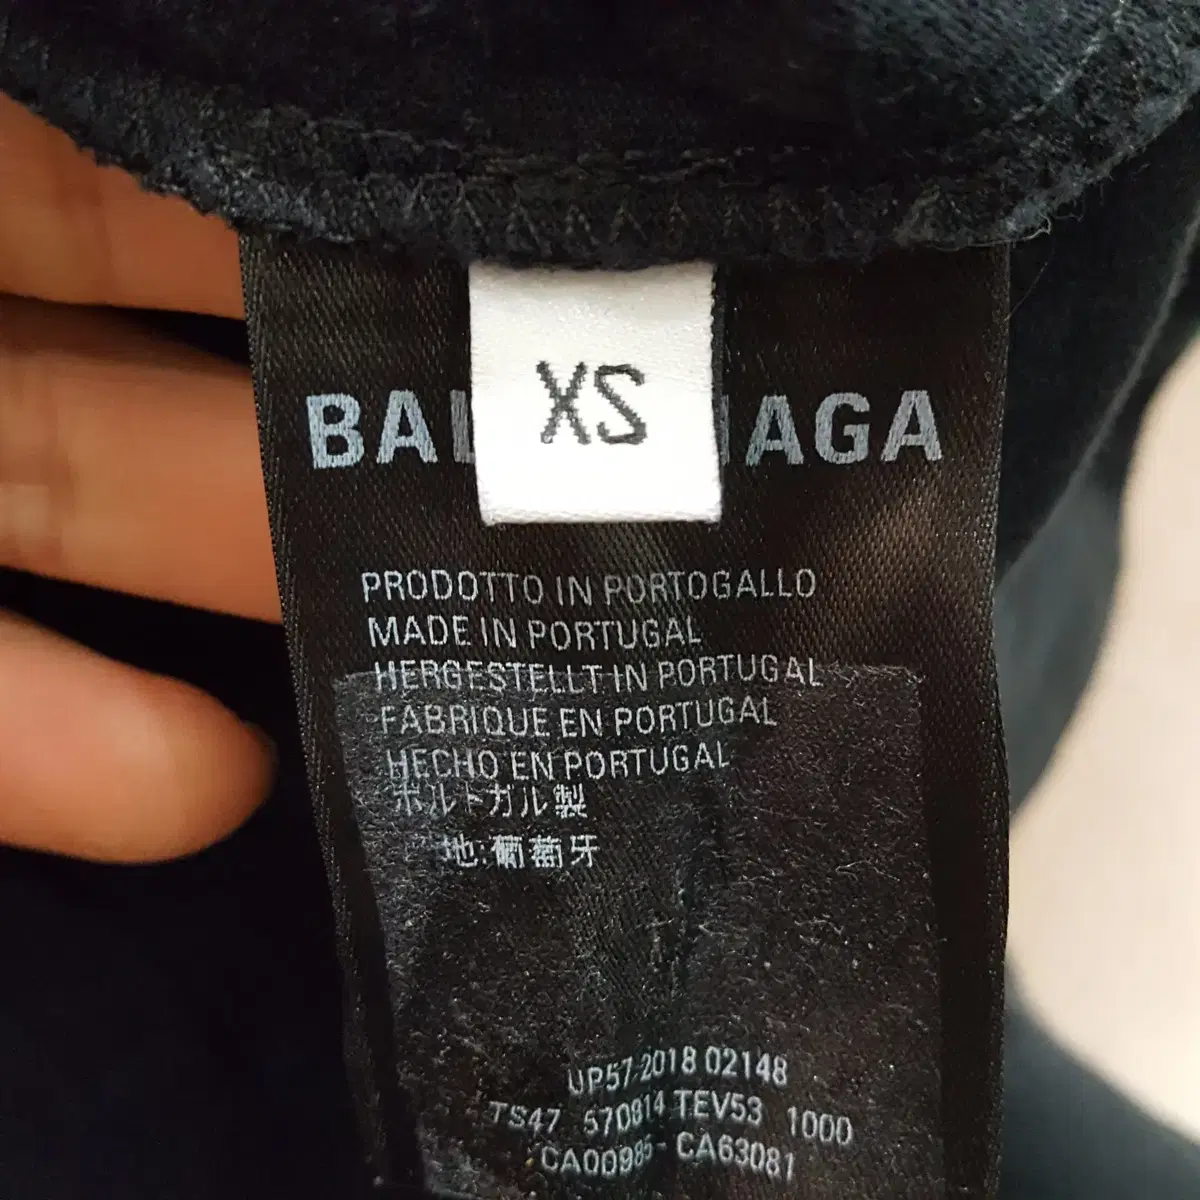 XS
BAL NAGA
PRODOTTO IN PORTOGALLO
MADE IN PORTUGAL
HERGESTELLT IN PORTUGAL
FABRIQUE EN PORTUGAL
HECHO EN PORTUGAL
ポルトガル製
地:葡萄牙
UP57-2018 02148
TS47 570814 TEV53 1000
CA00985 - CA63081